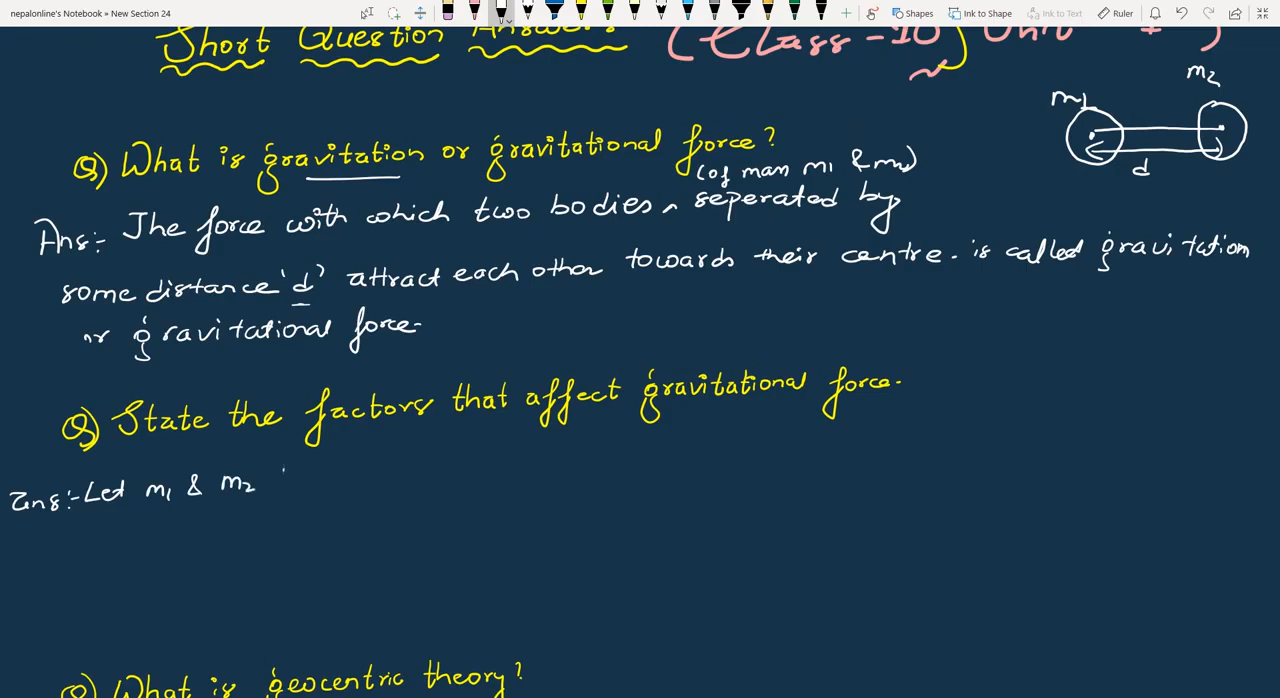 nepalonline's Notebook » New Section 24
Shapes Ink to Shape Ink to Text Ruler
Short Question Answers (Class - 10) Unit
m1 m2
d
Q) What is gravitation or gravitational force?
(of mass m1 & m2)
Ans:- The force with which two bodies ^ seperated by
some distance 'd' attract each other towards their centre. is called gravitation
or gravitational force.
Q) State the factors that affect gravitational force.
Ans:- Let m1 & m2
Q) What is geocentric theory?